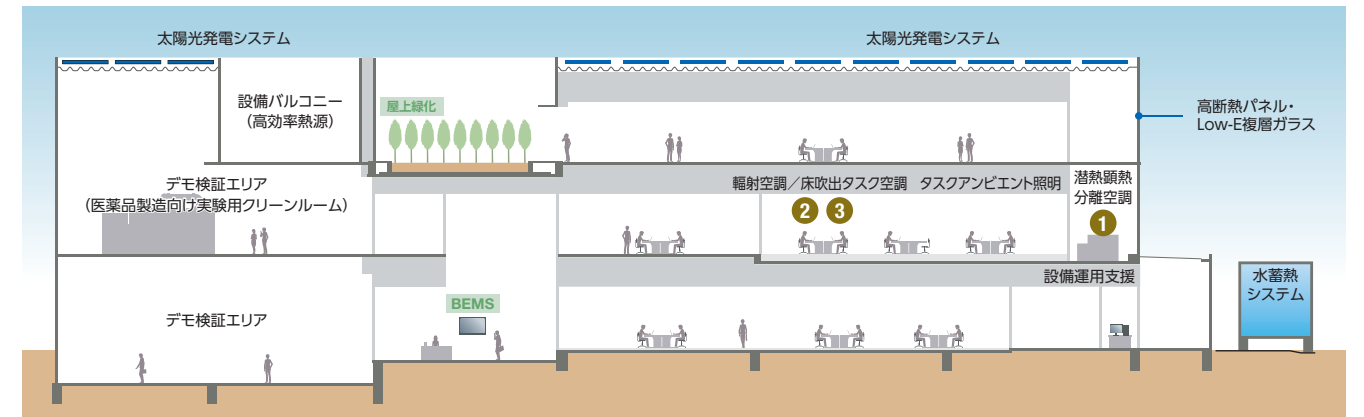 太陽光発電システム
太陽光発電システム
設備バルコニー
（高効率熱源）
屋上緑化
高断熱パネル・
Low-E複層ガラス
デモ検証エリア
（医薬品製造向け実験用クリーンルーム）
輻射空調／床吹出タスク空調 タスクアンビエント照明
2 3
潜熱顕熱
分離空調
1
設備運用支援
水蓄熱
システム
BEMS
デモ検証エリア